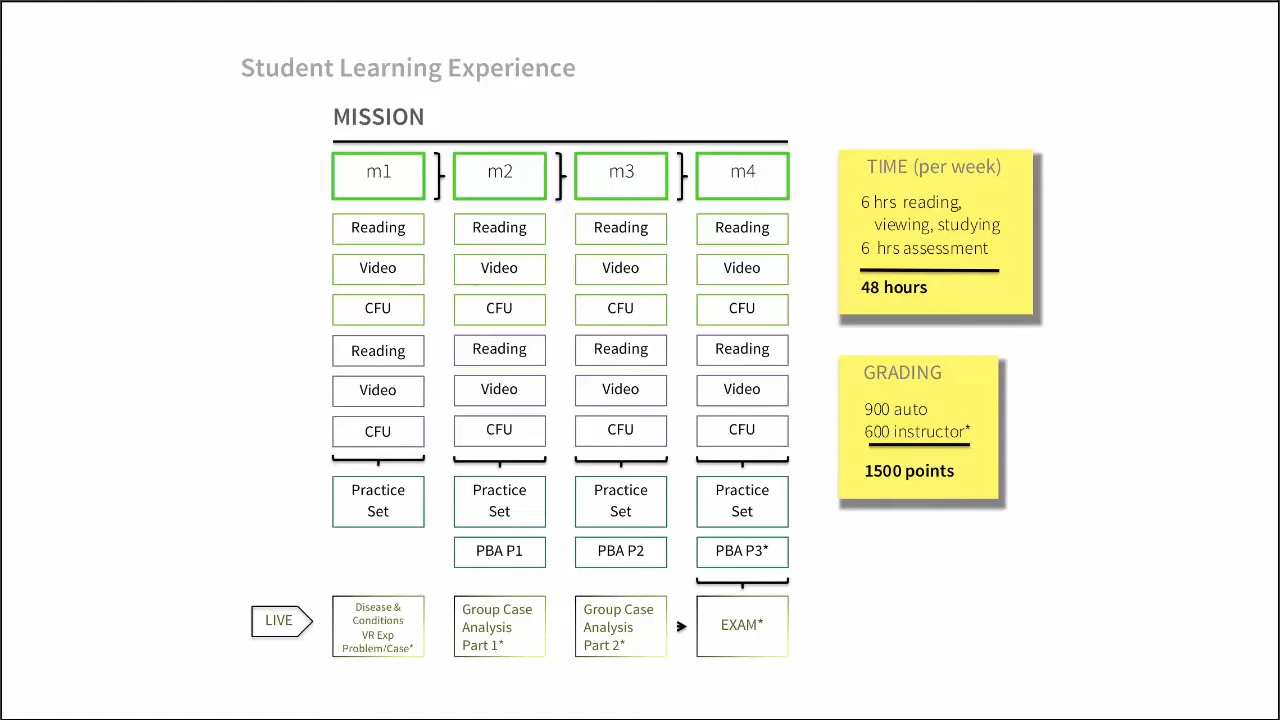 Student Learning Experience
MISSION
m1 } m2 } m3 } m4
Reading Reading Reading Reading
Video Video Video Video
CFU CFU CFU CFU
Reading Reading Reading Reading
Video Video Video Video
CFU CFU CFU CFU
Practice Practice Practice Practice
Set Set Set Set
PBA P1 PBA P2 PBA P3*
LIVE
Disease &
Conditions
VR Exp
Problem/Case*
Group Case
Analysis
Part 1*
Group Case
Analysis
Part 2*
EXAM*
TIME (per week)
6 hrs reading,
viewing, studying
6 hrs assessment
48 hours
GRADING
900 auto
600 instructor*
1500 points